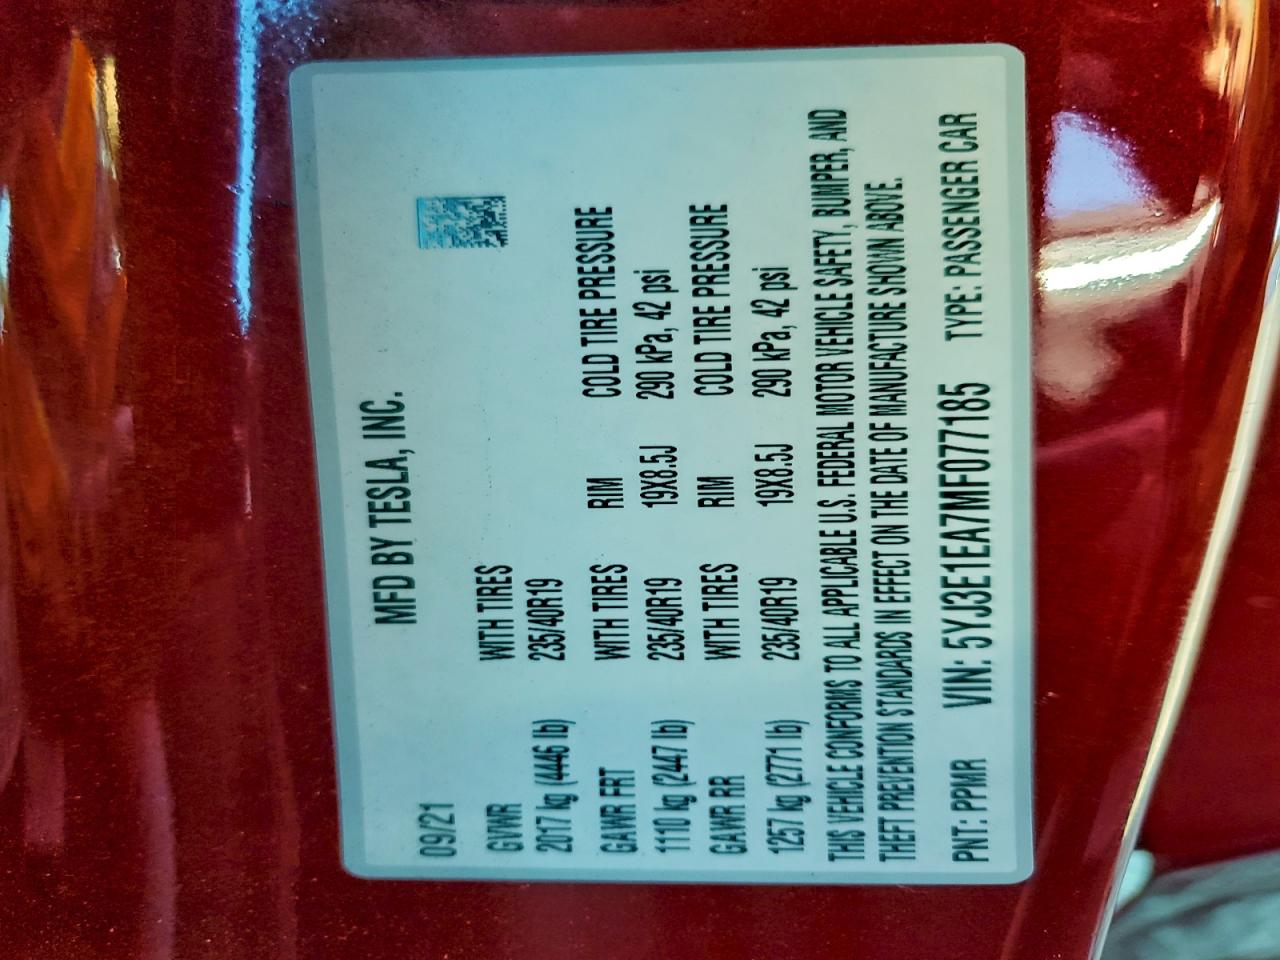 MFD BY TESLA, INC.
09/21
GVWR WITH TIRES
2017 kg (4446 lb) 235/40R19
GAWR FRT WITH TIRES RIM COLD TIRE PRESSURE
1110 kg (2447 lb) 235/40R19 19X8.5J 290 kPa, 42 psi
GAWR RR WITH TIRES RIM COLD TIRE PRESSURE
1257 kg (2771 lb) 235/40R19 19X8.5J 290 kPa, 42 psi
THIS VEHICLE CONFORMS TO ALL APPLICABLE U.S. FEDERAL MOTOR VEHICLE SAFETY, BUMPER, AND
THEFT PREVENTION STANDARDS IN EFFECT ON THE DATE OF MANUFACTURE SHOWN ABOVE.
PNT: PPMR VIN: 5YJ3E1EA7MF077185 TYPE: PASSENGER CAR